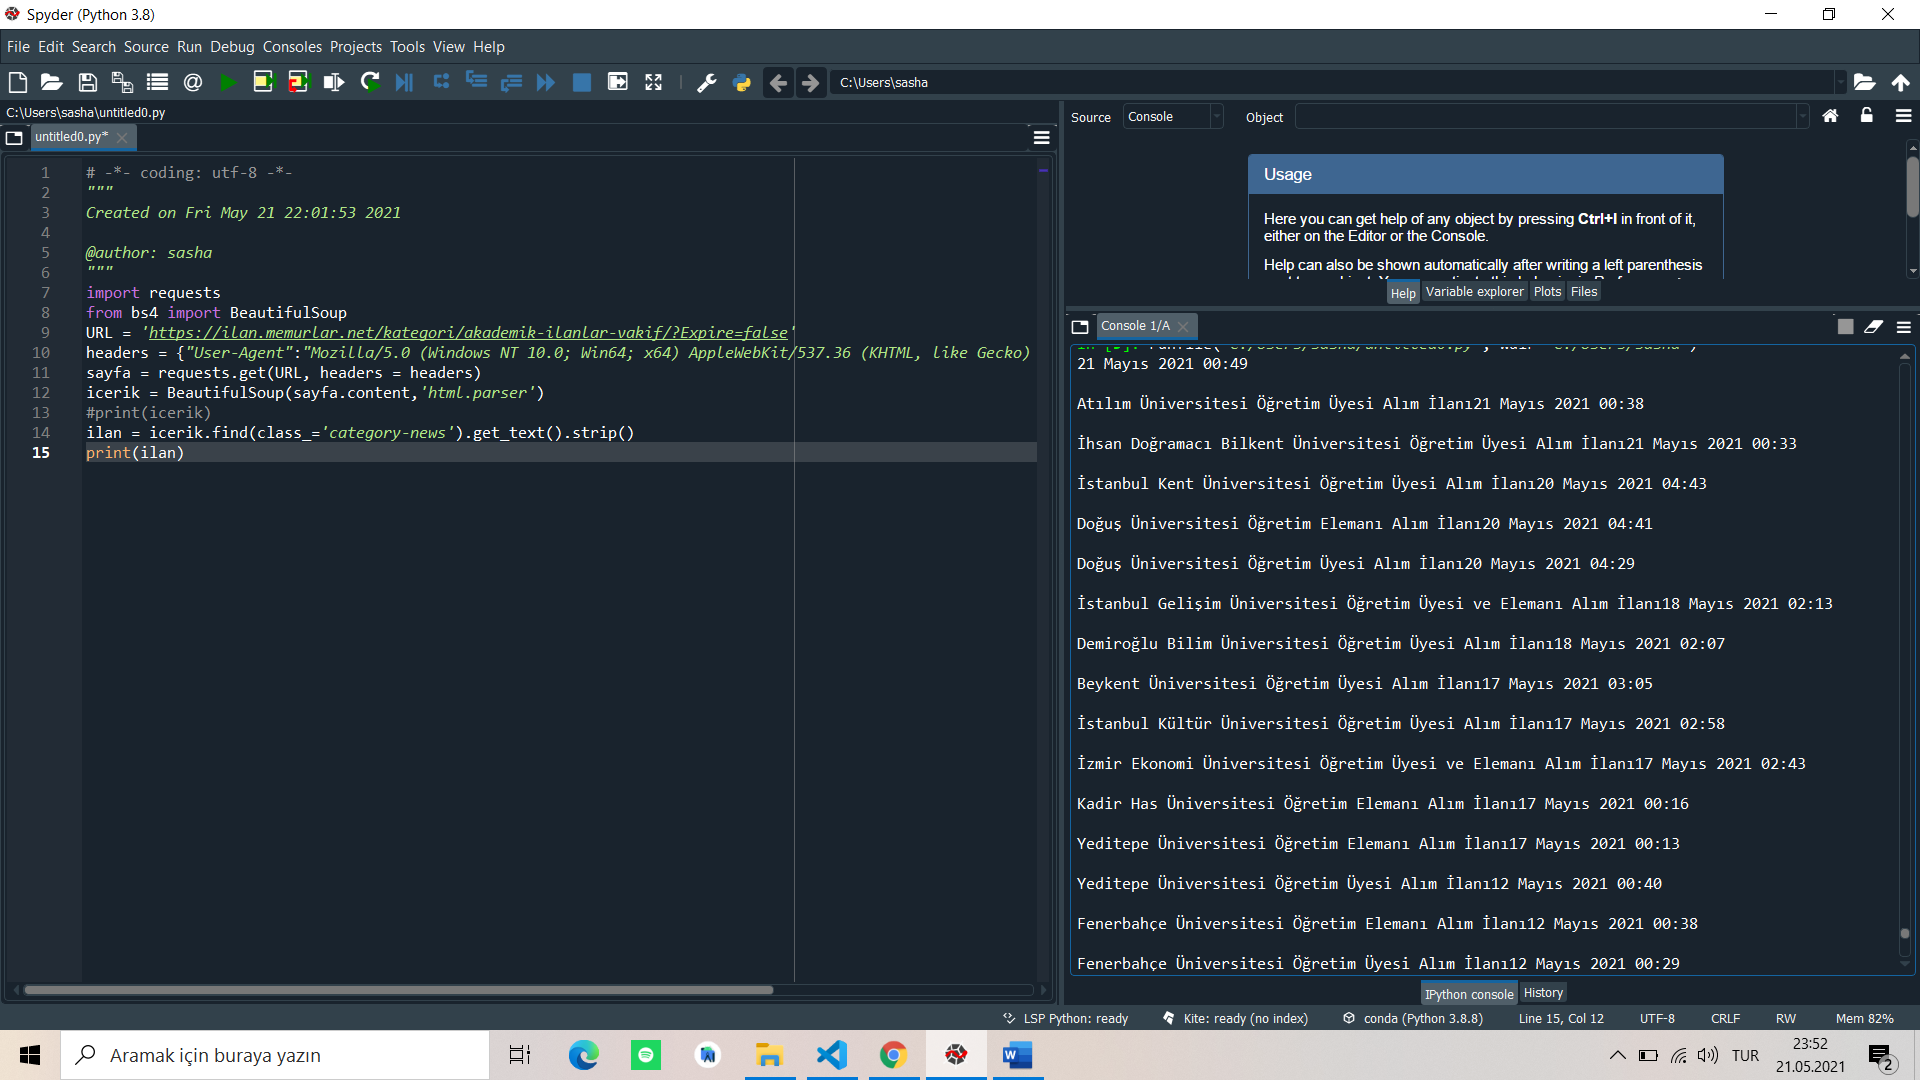 Spyder (Python 3.8)
File Edit Search Source Run Debug Consoles Projects Tools View Help
C:\Users\sasha
C:\Users\sasha\untitled0.py
untitled0.py*
1 # -*- coding: utf-8 -*-
2 """
3 Created on Fri May 21 22:01:53 2021
4
5 @author: sasha
6 """
7 import requests
8 from bs4 import BeautifulSoup
9 URL = 'https://ilan.memurlar.net/kategori/akademik-ilanlar-vakif/?Expire=false'
10 headers = {"User-Agent":"Mozilla/5.0 (Windows NT 10.0; Win64; x64) AppleWebKit/537.36 (KHTML, like Gecko)
11 sayfa = requests.get(URL, headers = headers)
12 icerik = BeautifulSoup(sayfa.content,'html.parser')
13 #print(icerik)
14 ilan = icerik.find(class_='category-news').get_text().strip()
15 print(ilan)
Source Console Object
Usage
Here you can get help of any object by pressing Ctrl+I in front of it,
either on the Editor or the Console.
Help can also be shown automatically after writing a left parenthesis
Help Variable explorer Plots Files
Console 1/A
21 Mayıs 2021 00:49
Atılım Üniversitesi Öğretim Üyesi Alım İlanı21 Mayıs 2021 00:38
İhsan Doğramacı Bilkent Üniversitesi Öğretim Üyesi Alım İlanı21 Mayıs 2021 00:33
İstanbul Kent Üniversitesi Öğretim Üyesi Alım İlanı20 Mayıs 2021 04:43
Doğuş Üniversitesi Öğretim Elemanı Alım İlanı20 Mayıs 2021 04:41
Doğuş Üniversitesi Öğretim Üyesi Alım İlanı20 Mayıs 2021 04:29
İstanbul Gelişim Üniversitesi Öğretim Üyesi ve Elemanı Alım İlanı18 Mayıs 2021 02:13
Demiroğlu Bilim Üniversitesi Öğretim Üyesi Alım İlanı18 Mayıs 2021 02:07
Beykent Üniversitesi Öğretim Üyesi Alım İlanı17 Mayıs 2021 03:05
İstanbul Kültür Üniversitesi Öğretim Üyesi Alım İlanı17 Mayıs 2021 02:58
İzmir Ekonomi Üniversitesi Öğretim Üyesi ve Elemanı Alım İlanı17 Mayıs 2021 02:43
Kadir Has Üniversitesi Öğretim Elemanı Alım İlanı17 Mayıs 2021 00:16
Yeditepe Üniversitesi Öğretim Elemanı Alım İlanı17 Mayıs 2021 00:13
Yeditepe Üniversitesi Öğretim Üyesi Alım İlanı12 Mayıs 2021 00:40
Fenerbahçe Üniversitesi Öğretim Elemanı Alım İlanı12 Mayıs 2021 00:38
Fenerbahçe Üniversitesi Öğretim Üyesi Alım İlanı12 Mayıs 2021 00:29
IPython console History
LSP Python: ready Kite: ready (no index) conda (Python 3.8.8) Line 15, Col 12 UTF-8 CRLF RW Mem 82%
Aramak için buraya yazın
TUR
23:52
21.05.2021
2